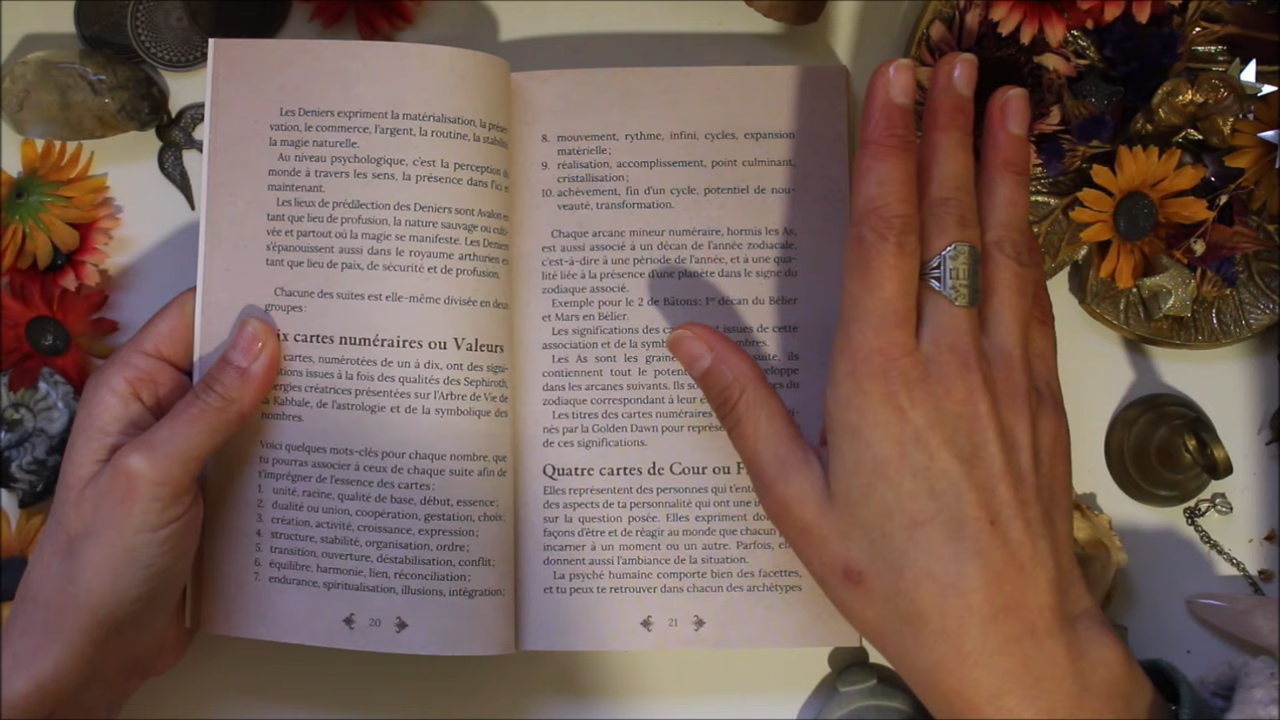 Les Deniers expriment la matérialisation, la
vation, le commerce, l'argent, la routine, la
la magie naturelle.
Au niveau psychologique, c'est la perception
monde à travers les sens, la présence dans l'ici
maintenant.
Les lieux de prédilection des Deniers sont Avalon en
tant que lieu de profusion, la nature sauvage ou
vée et partout où la magie se manifeste. Les Deniers
s'épanouissent aussi dans le royaume arthurien en
tant que lieu de paix, de sécurité et de profusion.
Chacune des suites est elle-même divisée en deux
groupes :
ix cartes numéraires ou Valeurs
cartes, numérotées de un à dix, ont des signi-
tions issues à la fois des qualités des Sephiroth,
ergies créatrices présentées sur l'Arbre de Vie de
la Kabbale, de l'astrologie et de la symbolique des
nombres.
Voici quelques mots-clés pour chaque nombre, que
tu pourras associer à ceux de chaque suite afin de
t'imprégner de l'essence des cartes :
1. unité, racine, qualité de base, début, essence ;
2. dualité ou union, coopération, gestation, choix ;
3. création, activité, croissance, expression ;
4. structure, stabilité, organisation, ordre ;
5. transition, ouverture, déstabilisation, conflit ;
6. équilibre, harmonie, lien, réconciliation ;
7. endurance, spiritualisation, illusions, intégration ;
20
8. mouvement, rythme, infini, cycles, expansion
matérielle ;
9. réalisation, accomplissement, point culminant,
cristallisation ;
10. achèvement, fin d'un cycle, potentiel de nou-
veauté, transformation.
Chaque arcane mineur numéraire, hormis les As,
est aussi associé à un décan de l'année zodiacale,
c'est-à-dire à une période de l'année, et à une qua-
lité liée à la présence d'une planète dans le signe du
zodiaque associé.
Exemple pour le 2 de Bâtons : 1er décan du Bélier
et Mars en Bélier.
Les significations des issues de cette
association et de la mbres.
Les As sont les suite, ils
contiennent tout le eloppe
dans les arcanes suivants. Ils du
zodiaque correspondant à leur
Les titres des cartes numéraires
nés par la Golden Dawn pour
de ces significations.
Quatre cartes de Cour ou
Elles représentent des personnes qui
des aspects de ta personnalité qui ont une
sur la question posée. Elles expriment
façons d'être et de réagir au monde que chacun
incarner à un moment ou un autre. Parfois,
donnent aussi l'ambiance de la situation.
La psyché humaine comporte bien des facettes,
et tu peux te retrouver dans chacun des archétypes
21